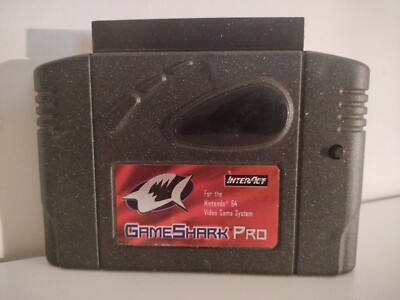 INTERACT
For the
Nintendo® 64
Video Game System
GAMESHARK PRO